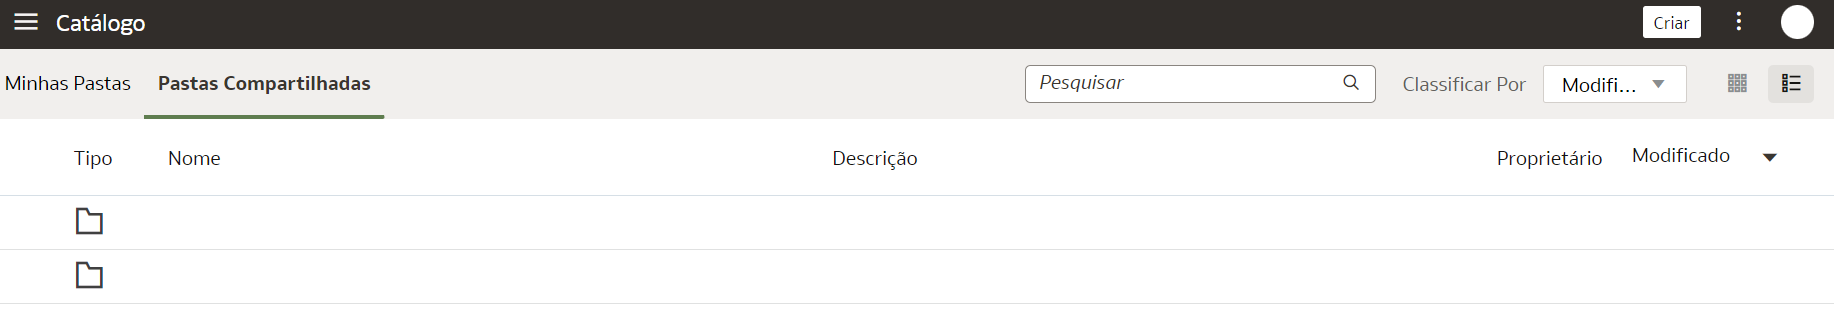 Catálogo
Criar
Minhas Pastas
Pastas Compartilhadas
Pesquisar
Classificar Por
Modifi...
Tipo
Nome
Descrição
Proprietário
Modificado